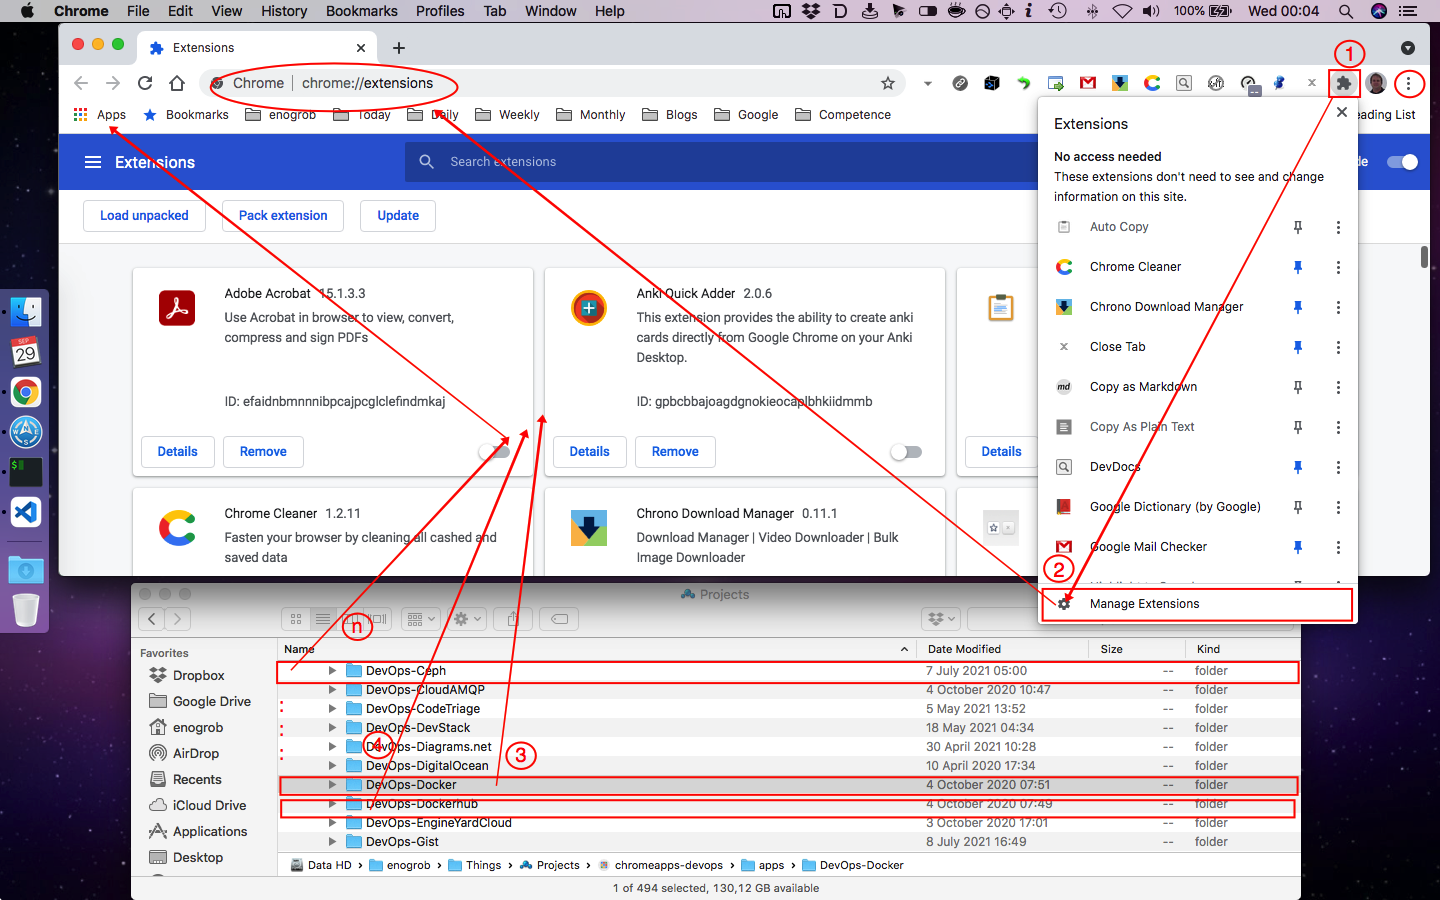 Chrome File Edit View History Bookmarks Profiles Tab Window Help 100% Wed 00:04
Extensions
1
Chrome chrome://extensions
Apps Bookmarks enogrob Today Daily Weekly Monthly Blogs Google Competence eading List
Extensions Search extensions de
Load unpacked Pack extension Update
Adobe Acrobat 15.1.3.3
Use Acrobat in browser to view, convert,
compress and sign PDFs
ID: efaidnbmnnnibpcajpcglclefindmkaj
Details Remove
Anki Quick Adder 2.0.6
This extension provides the ability to create anki
cards directly from Google Chrome on your Anki
Desktop.
ID: gpbcbbajoagdgnokieocaplbhkiidmmb
Details Remove
Details
Chrome Cleaner 1.2.11
Fasten your browser by cleaning all cashed and
saved data
Chrono Download Manager 0.11.1
Download Manager | Video Downloader | Bulk
Image Downloader
Extensions
No access needed
These extensions don't need to see and change
information on this site.
Auto Copy
Chrome Cleaner
Chrono Download Manager
Close Tab
md Copy as Markdown
Copy As Plain Text
DevDocs
Google Dictionary (by Google)
Google Mail Checker
2
Manage Extensions
SEP
29
Projects
n
Favorites
Dropbox
Google Drive
enogrob
AirDrop
Recents
iCloud Drive
Applications
Desktop
Name Date Modified Size Kind
DevOps-Ceph 7 July 2021 05:00 -- folder
DevOps-CloudAMQP 4 October 2020 10:47 -- folder
DevOps-CodeTriage 5 May 2021 13:52 -- folder
DevOps-DevStack 18 May 2021 04:34 -- folder
DevOps-Diagrams.net 30 April 2021 10:28 -- folder
4
3
DevOps-DigitalOcean 10 April 2020 17:34 -- folder
DevOps-Docker 4 October 2020 07:51 -- folder
DevOps-Dockerhub 4 October 2020 07:49 -- folder
DevOps-EngineYardCloud 3 October 2020 17:01 -- folder
DevOps-Gist 8 July 2021 16:49 -- folder
Data HD enogrob Things Projects chromeapps-devops apps DevOps-Docker
1 of 494 selected, 130,12 GB available